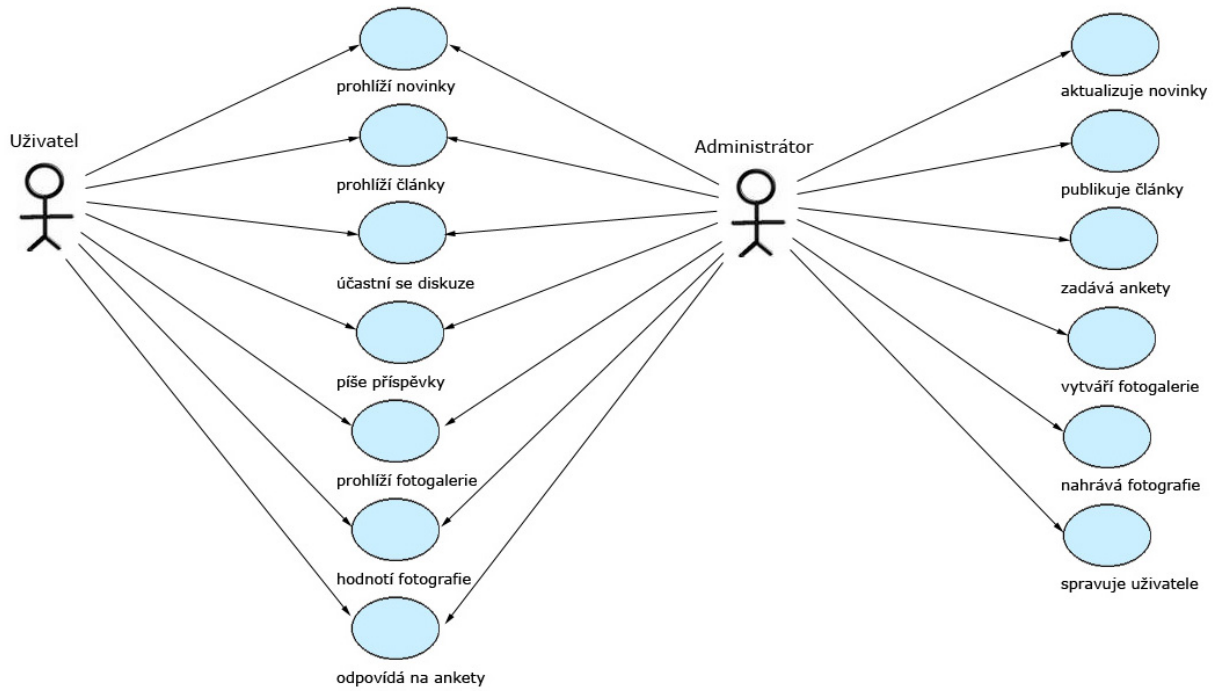 Uživatel
prohlíží novinky
prohlíží články
účastní se diskuze
píše příspěvky
prohlíží fotogalerie
hodnotí fotografie
odpovídá na ankety
Administrátor
aktualizuje novinky
publikuje články
zadává ankety
vytváří fotogalerie
nahrává fotografie
spravuje uživatele